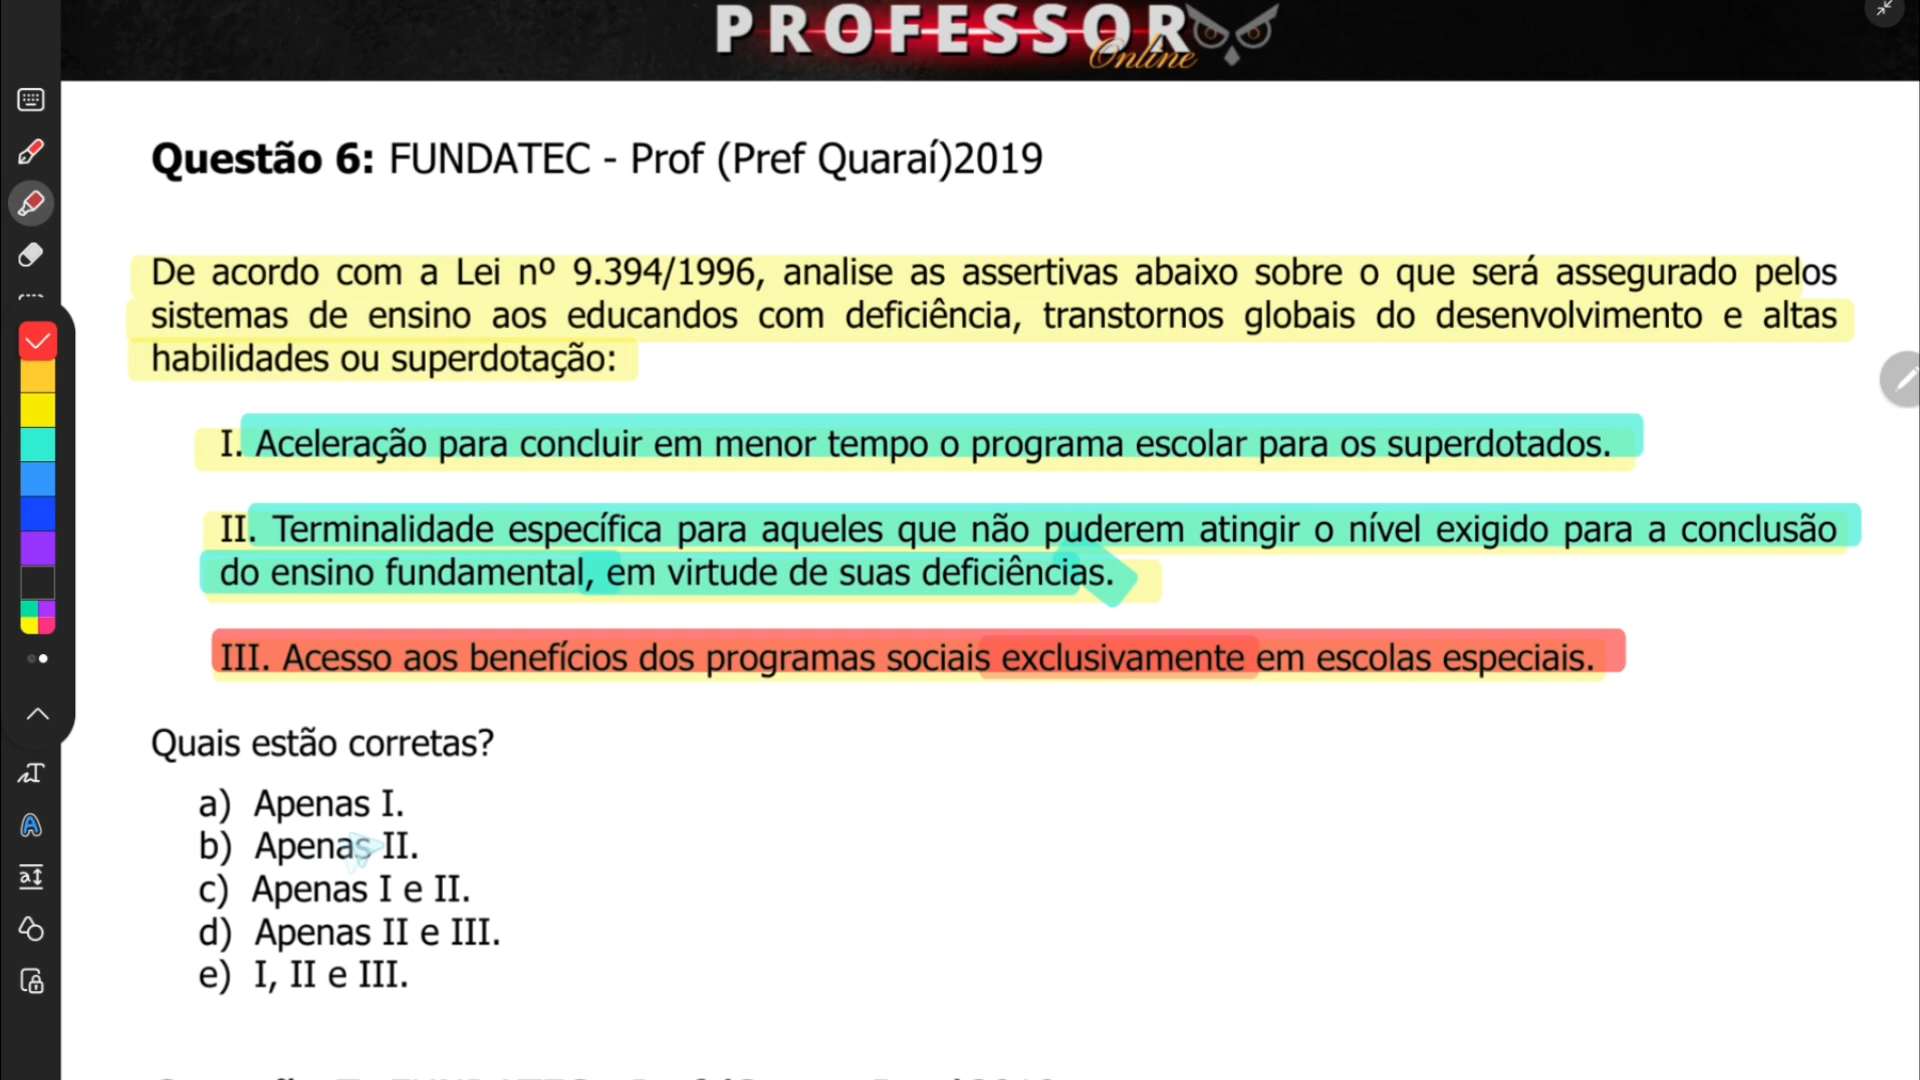 PROFESSOR
Online
Questão 6: FUNDATEC - Prof (Pref Quaraí)2019
De acordo com a Lei nº 9.394/1996, analise as assertivas abaixo sobre o que será assegurado pelos
sistemas de ensino aos educandos com deficiência, transtornos globais do desenvolvimento e altas
habilidades ou superdotação:
I. Aceleração para concluir em menor tempo o programa escolar para os superdotados.
II. Terminalidade específica para aqueles que não puderem atingir o nível exigido para a conclusão
do ensino fundamental, em virtude de suas deficiências.
III. Acesso aos benefícios dos programas sociais exclusivamente em escolas especiais.
Quais estão corretas?
a) Apenas I.
b) Apenas II.
c) Apenas I e II.
d) Apenas II e III.
e) I, II e III.